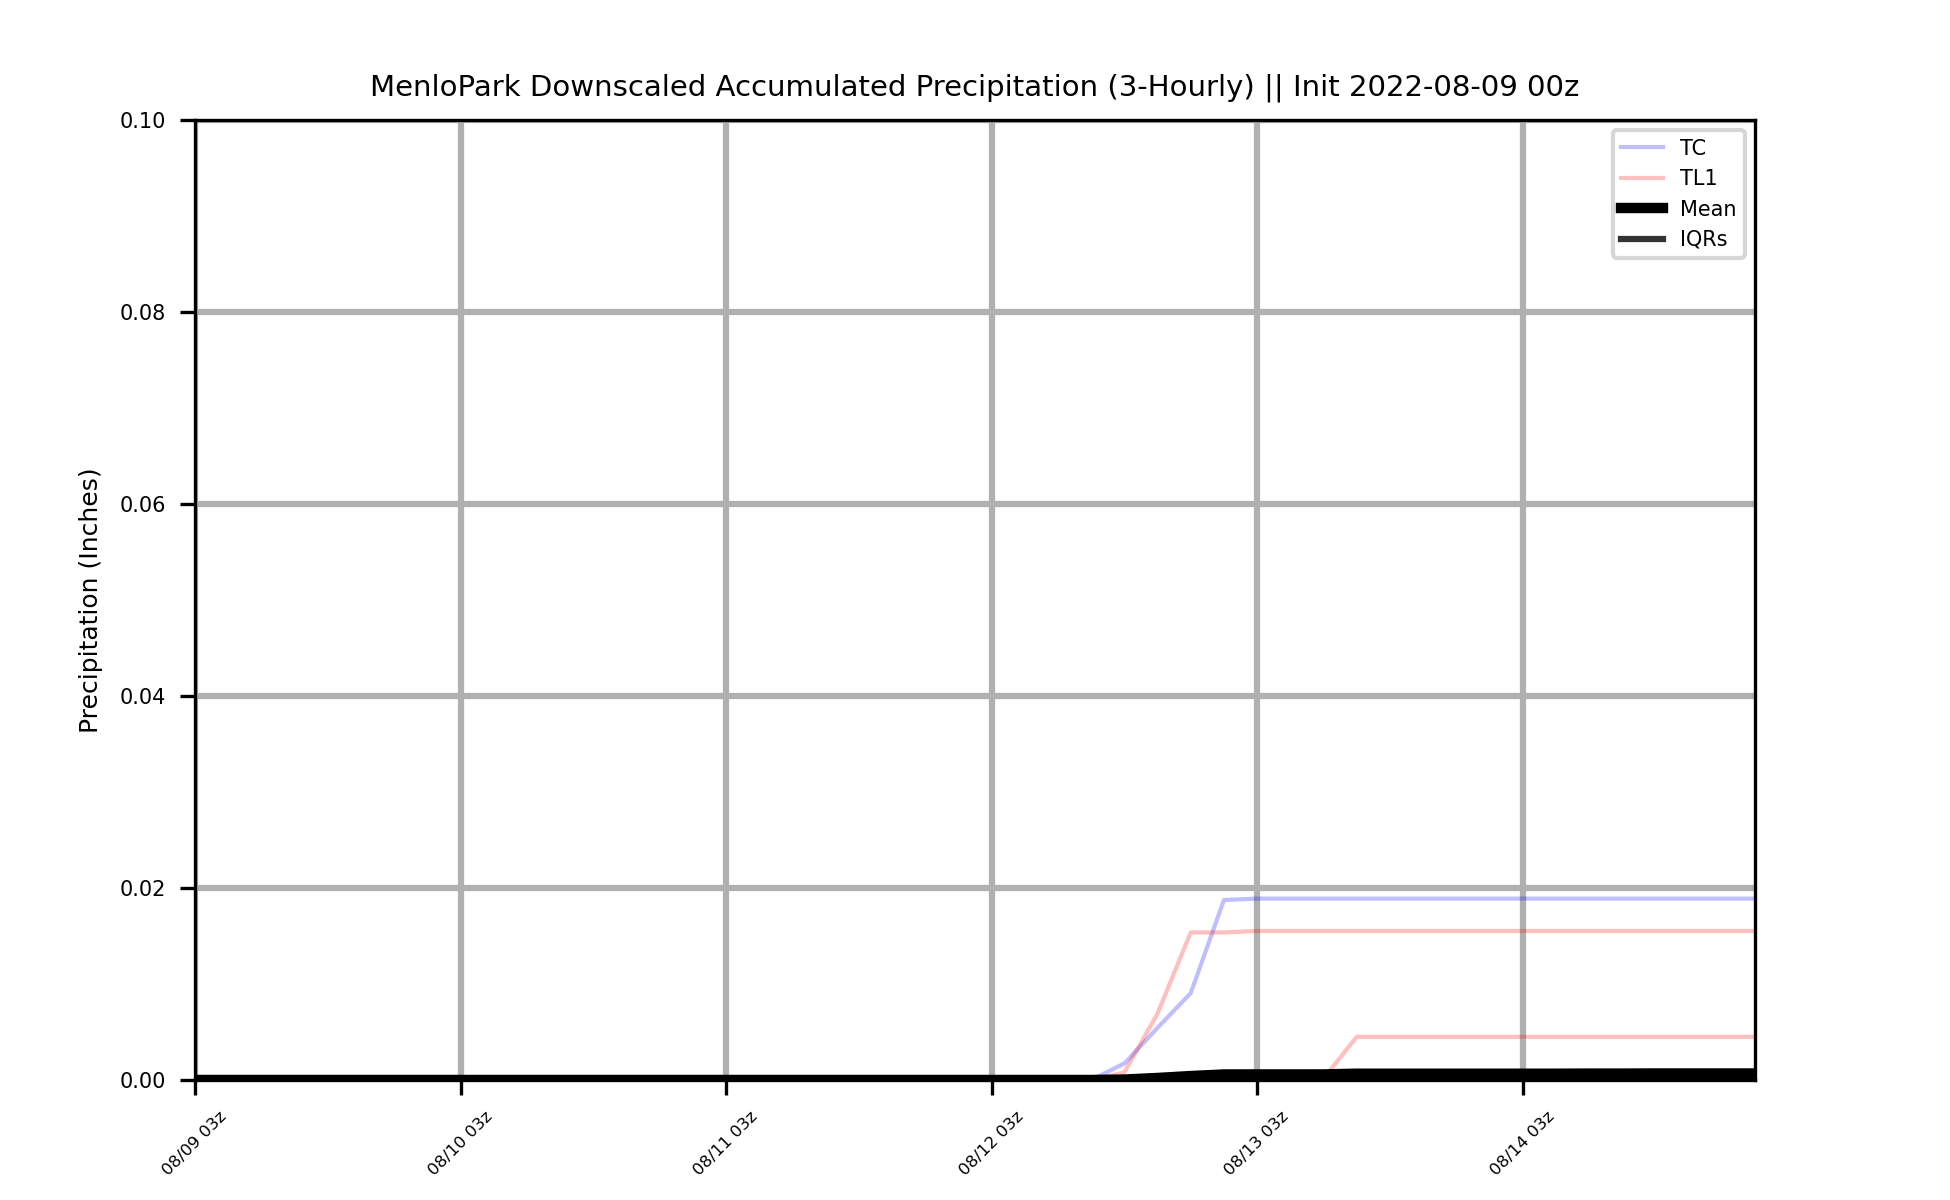 MenloPark Downscaled Accumulated Precipitation (3-Hourly) || Init 2022-08-09 00z
0.10
0.08
0.06
0.04
0.02
0.00
Precipitation (Inches)
TC
TL1
Mean
IQRs
08/09 03z
08/10 03z
08/11 03z
08/12 03z
08/13 03z
08/14 03z